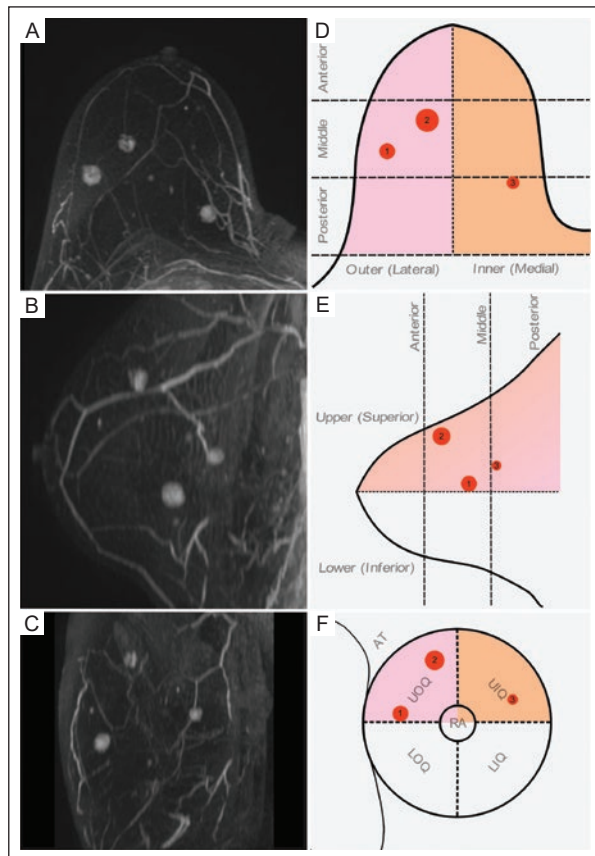 A
D
Anterior
Middle
Posterior
2
1
3
Outer (Lateral)
Inner (Medial)
B
E
Anterior
Middle
Posterior
Upper (Superior)
2
3
1
Lower (Inferior)
C
F
AT
2
UOQ
UIQ
3
1
RA
LOQ
LIQ